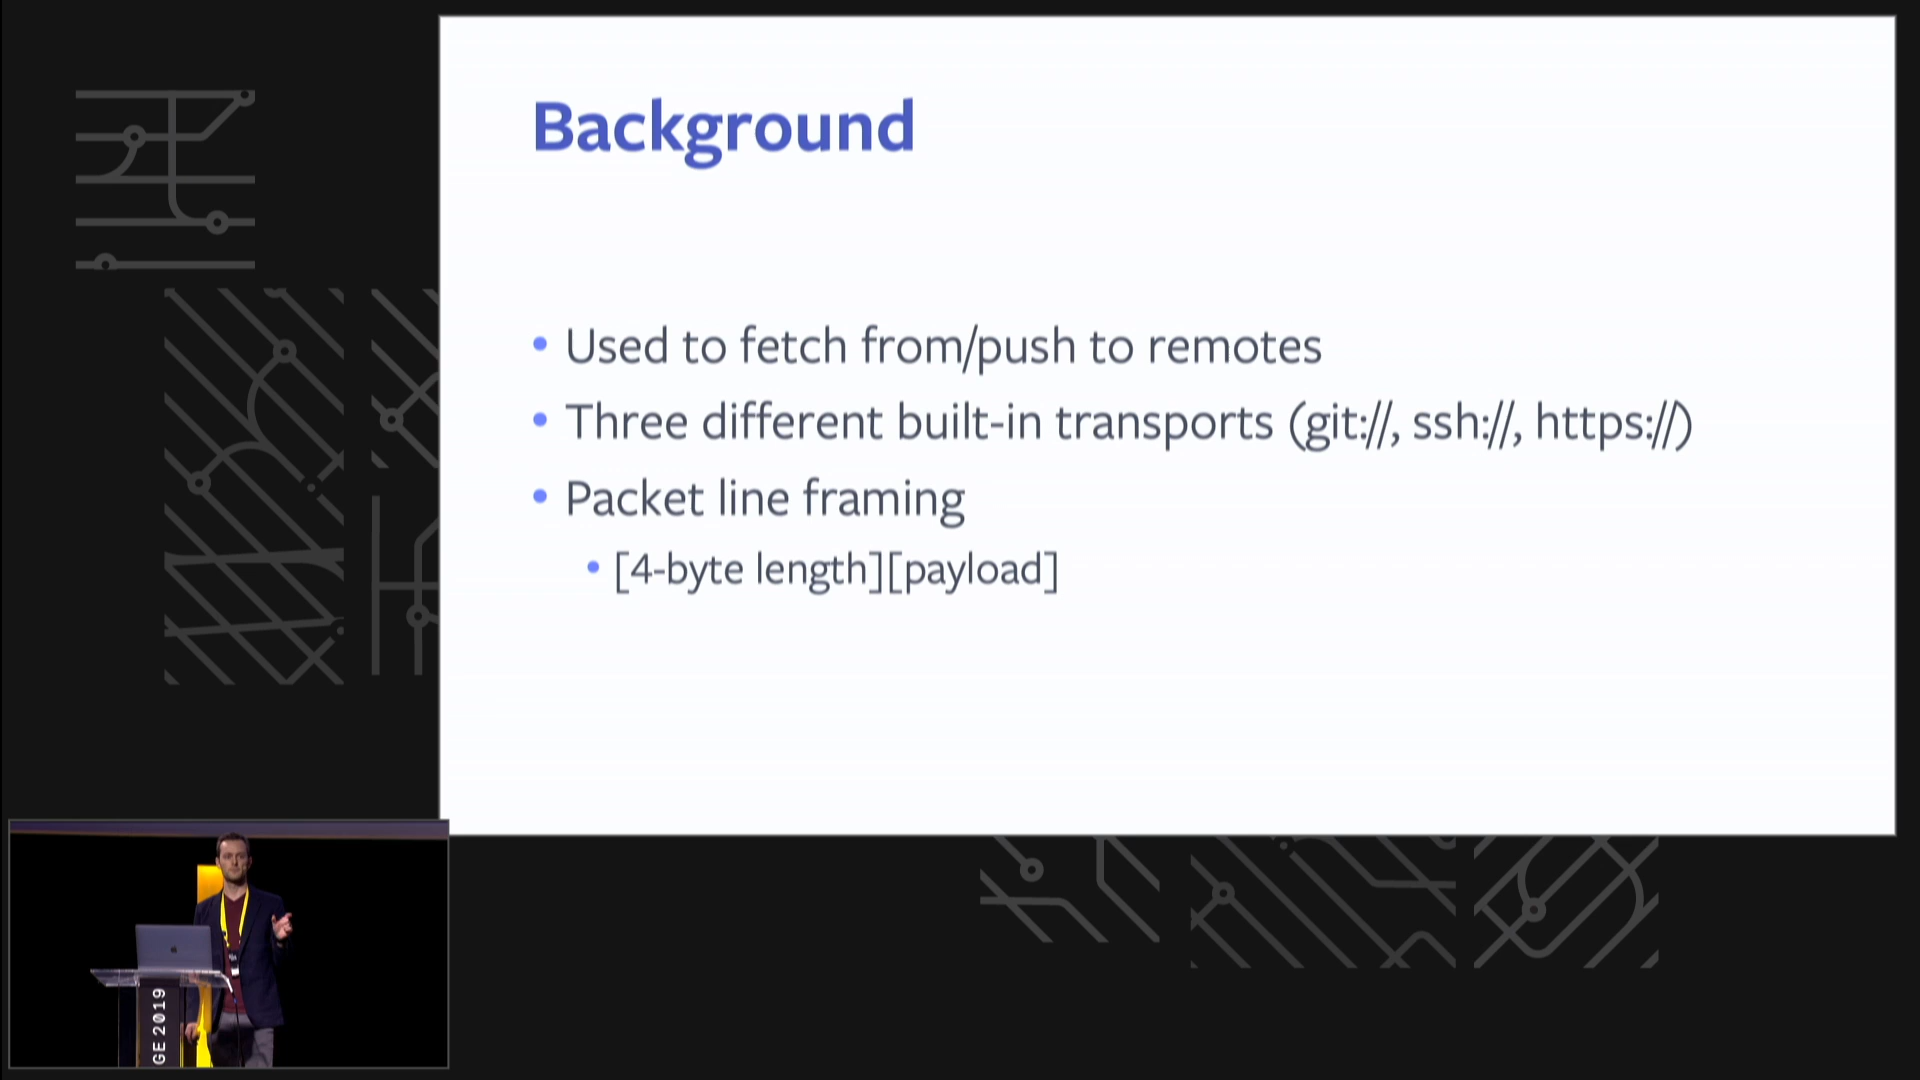 Background
• Used to fetch from/push to remotes
• Three different built-in transports (git://, ssh://, https://)
• Packet line framing
• [4-byte length][payload]
GE 2019